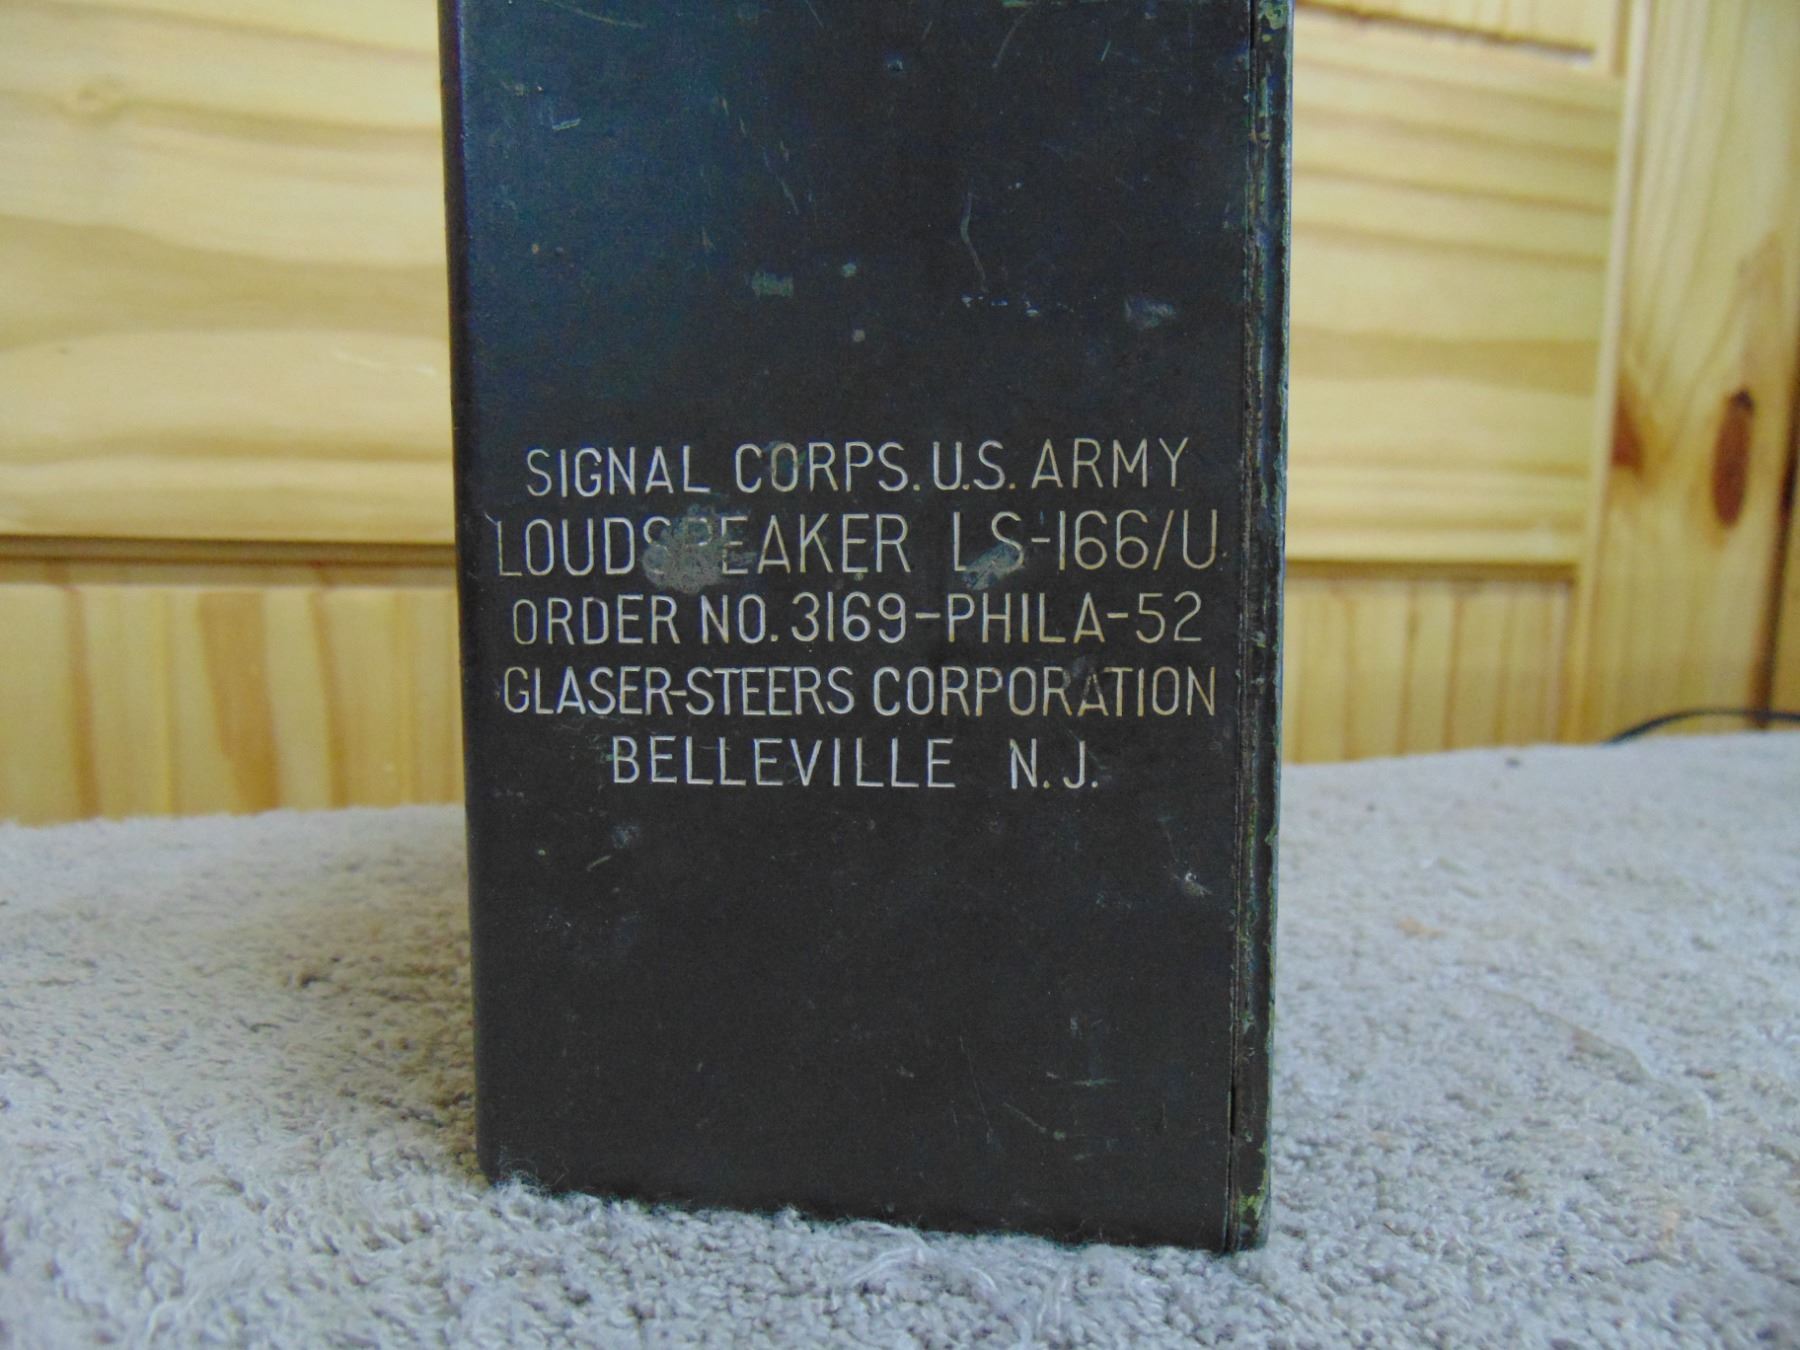 SIGNAL CORPS. U.S. ARMY
LOUDSPEAKER LS-166/U
ORDER NO. 3169-PHILA-52
GLASER-STEERS CORPORATION
BELLEVILLE N.J.